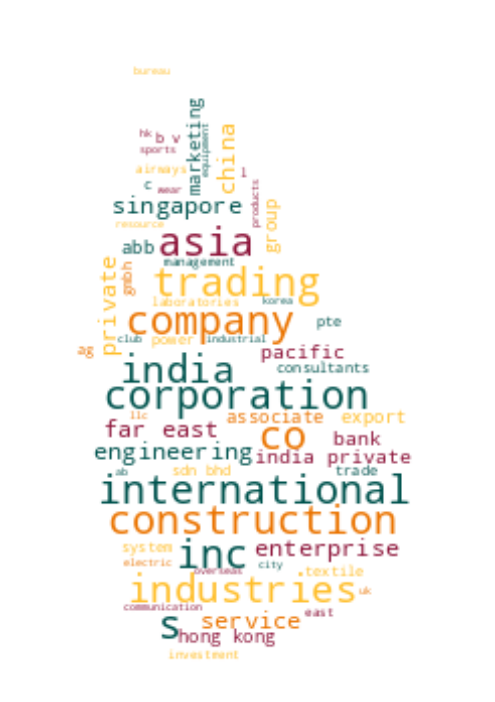 bureau
marketing
hk
b v
equipment
china
sports
airways
l
c
wear
products
singapore
group
resource
abb
asia
management
private
gmbh
trading
laboratories
korea
company
pte
club
power
industrial
ag
pacific
india
consultants
corporation
llc
associate
export
far east
co
bank
engineering
india private
ab
sdn bhd
trade
international
construction
system
inc
enterprise
electric
overseas
city
textile
industries
uk
communication
east
s
service
hong kong
investment